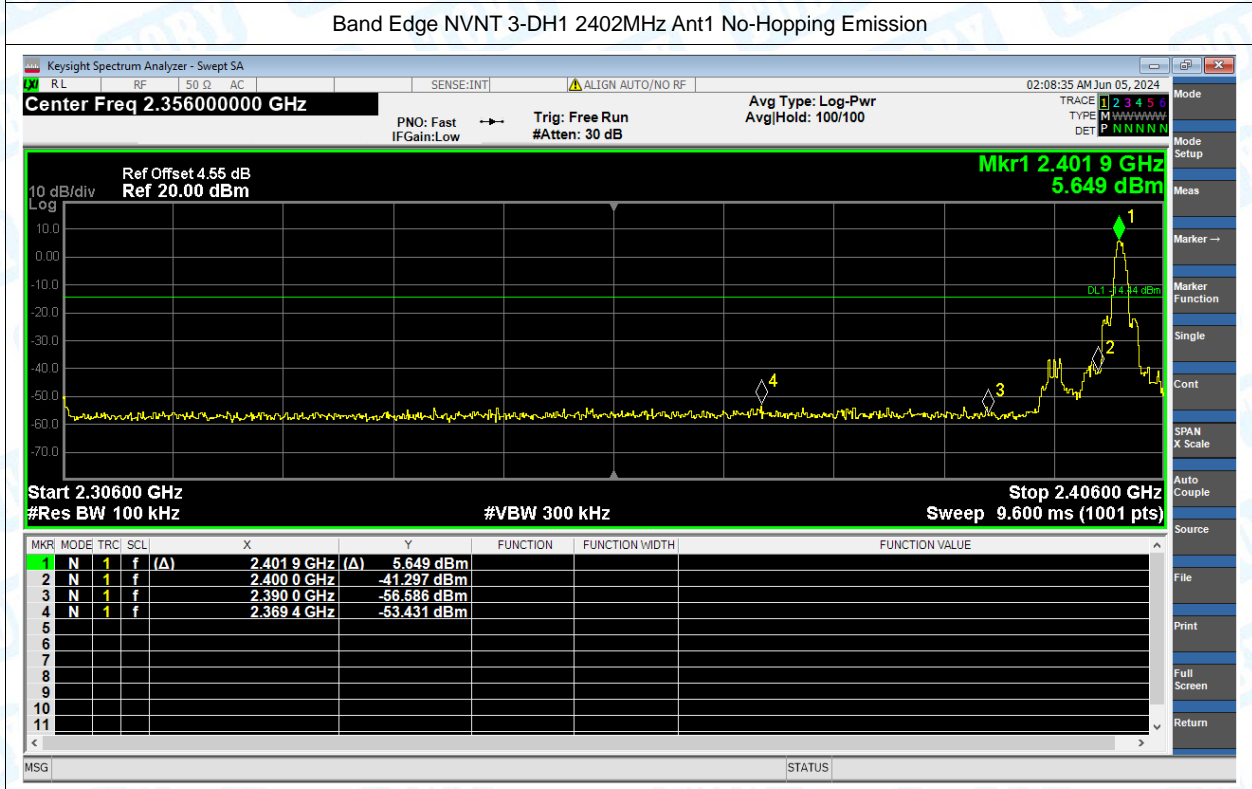 Band Edge NVNT 3-DH1 2402MHz Ant1 No-Hopping Emission
Keysight Spectrum Analyzer - Swept SA
LXI RL RF 50 Ω AC SENSE:INT ALIGN AUTO/NO RF 02:08:35 AM Jun 05, 2024
Center Freq 2.356000000 GHz
PNO: Fast
IFGain:Low
Trig: Free Run
#Atten: 30 dB
Avg Type: Log-Pwr
Avg|Hold: 100/100
TRACE 1 2 3 4 5 6
TYPE M WWWWW
DET P N N N N N
Ref Offset 4.55 dB
Ref 20.00 dBm
10 dB/div
Log
Mkr1 2.401 9 GHz
5.649 dBm
10.0
0.00
-10.0
-20.0
-30.0
-40.0
-50.0
-60.0
-70.0
DL1 -14.44 dBm
1
2
3
4
Start 2.30600 GHz
Stop 2.40600 GHz
#Res BW 100 kHz
#VBW 300 kHz
Sweep 9.600 ms (1001 pts)
MKR MODE TRC SCL X Y FUNCTION FUNCTION WIDTH FUNCTION VALUE
1 N 1 f (Δ) 2.401 9 GHz (Δ) 5.649 dBm
2 N 1 f 2.400 0 GHz -41.297 dBm
3 N 1 f 2.390 0 GHz -56.586 dBm
4 N 1 f 2.369 4 GHz -53.431 dBm
5
6
7
8
9
10
11
MSG
STATUS
Mode
Mode
Setup
Meas
Marker →
Marker
Function
Single
Cont
SPAN
X Scale
Auto
Couple
Source
File
Print
Full
Screen
Return